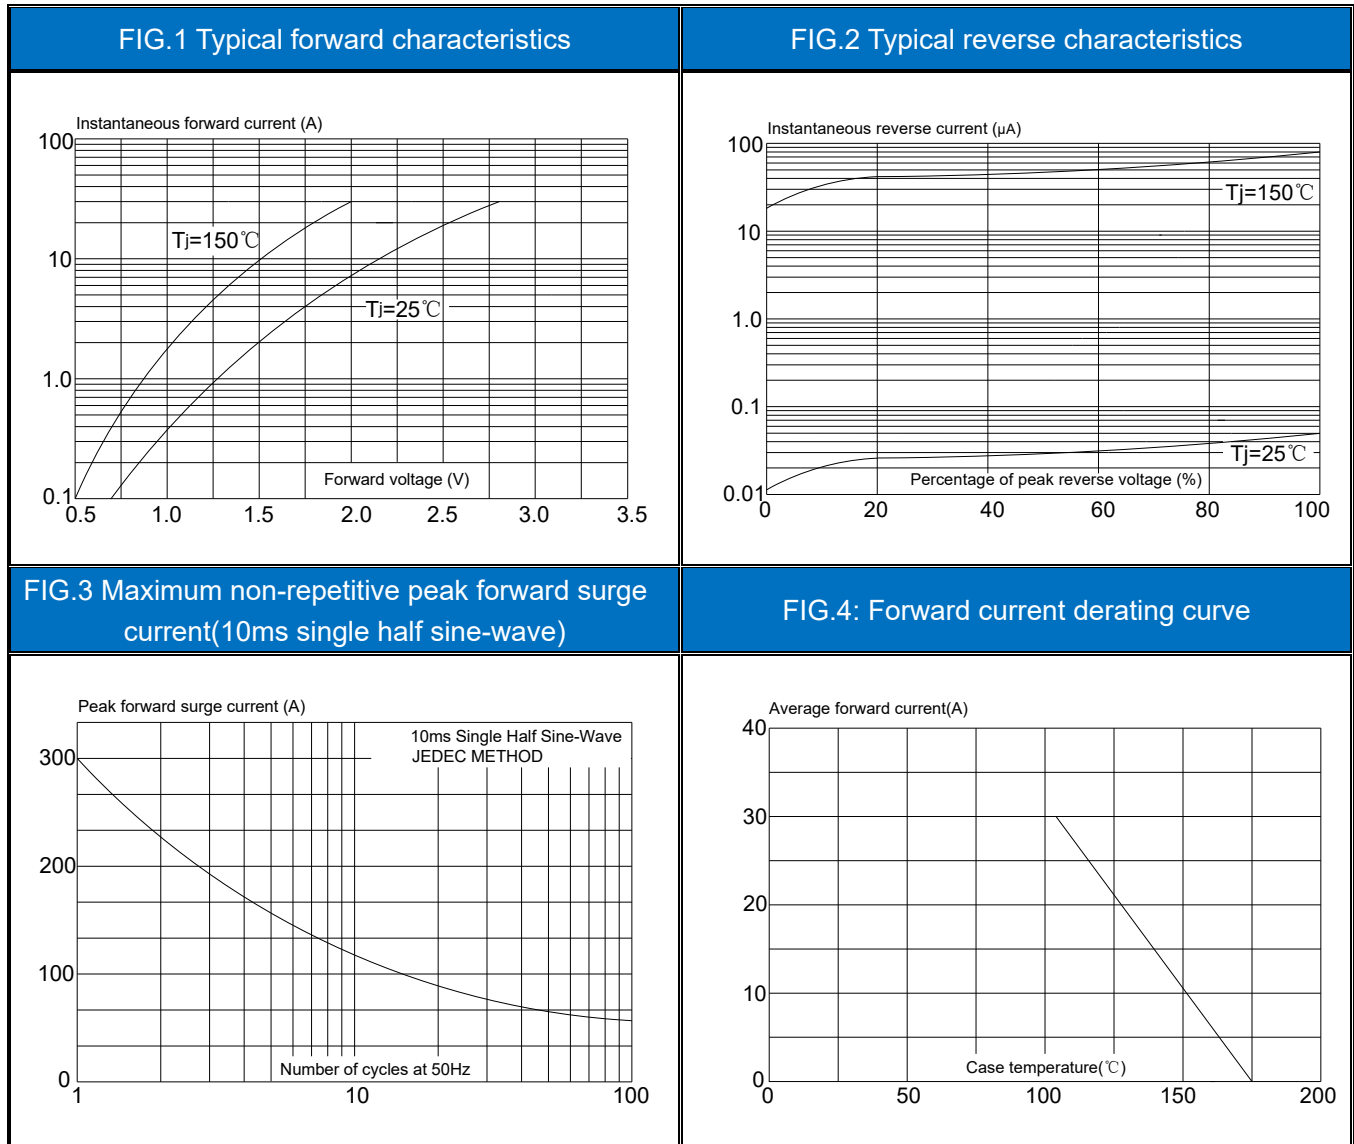 FIG.1 Typical forward characteristics
FIG.2 Typical reverse characteristics
Instantaneous forward current (A)
100
10
1.0
0.1
Tj=150℃
Tj=25℃
Forward voltage (V)
0.5 1.0 1.5 2.0 2.5 3.0 3.5
Instantaneous reverse current (μA)
100
10
1.0
0.1
0.01
Tj=150℃
Tj=25℃
Percentage of peak reverse voltage (%)
0 20 40 60 80 100
FIG.3 Maximum non-repetitive peak forward surge
current(10ms single half sine-wave)
FIG.4: Forward current derating curve
Peak forward surge current (A)
300
200
100
0
10ms Single Half Sine-Wave
JEDEC METHOD
Number of cycles at 50Hz
1 10 100
Average forward current(A)
40
30
20
10
0
Case temperature(℃)
0 50 100 150 200